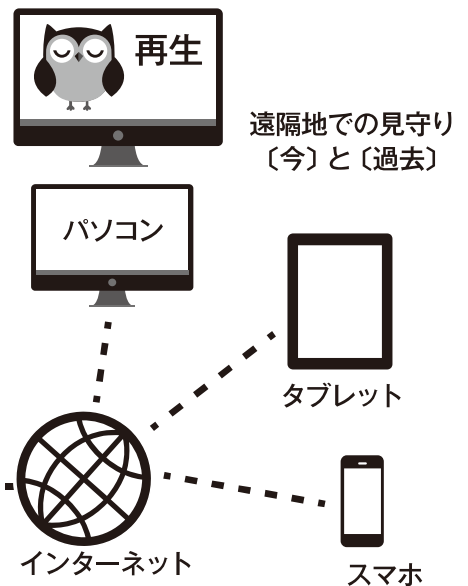 再生
遠隔地での見守り
〔今〕と〔過去〕
パソコン
タブレット
インターネット
スマホ